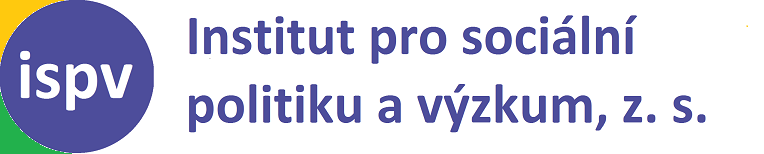 ispv
Institut pro sociální
politiku a výzkum, z. s.